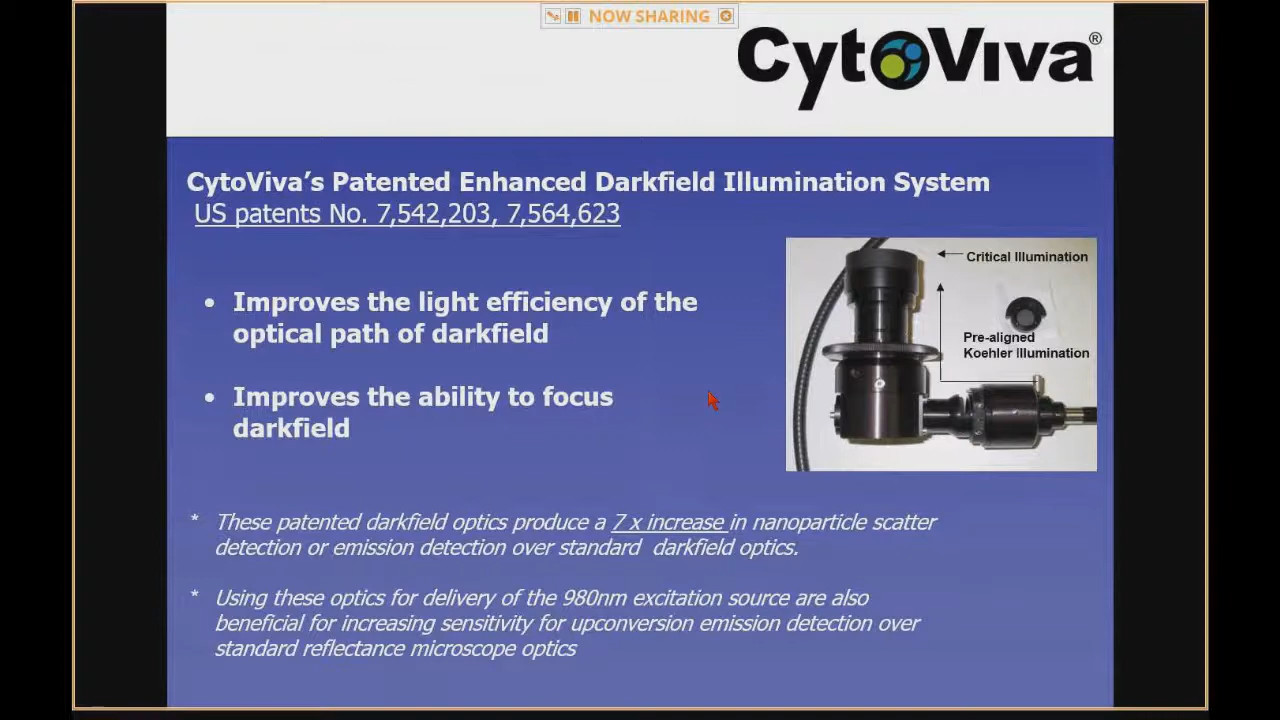 NOW SHARING
CytoViva®
CytoViva's Patented Enhanced Darkfield Illumination System
US patents No. 7,542,203, 7,564,623
• Improves the light efficiency of the
optical path of darkfield
• Improves the ability to focus
darkfield
Critical Illumination
Pre-aligned
Koehler Illumination
* These patented darkfield optics produce a 7 x increase in nanoparticle scatter
detection or emission detection over standard darkfield optics.
* Using these optics for delivery of the 980nm excitation source are also
beneficial for increasing sensitivity for upconversion emission detection over
standard reflectance microscope optics